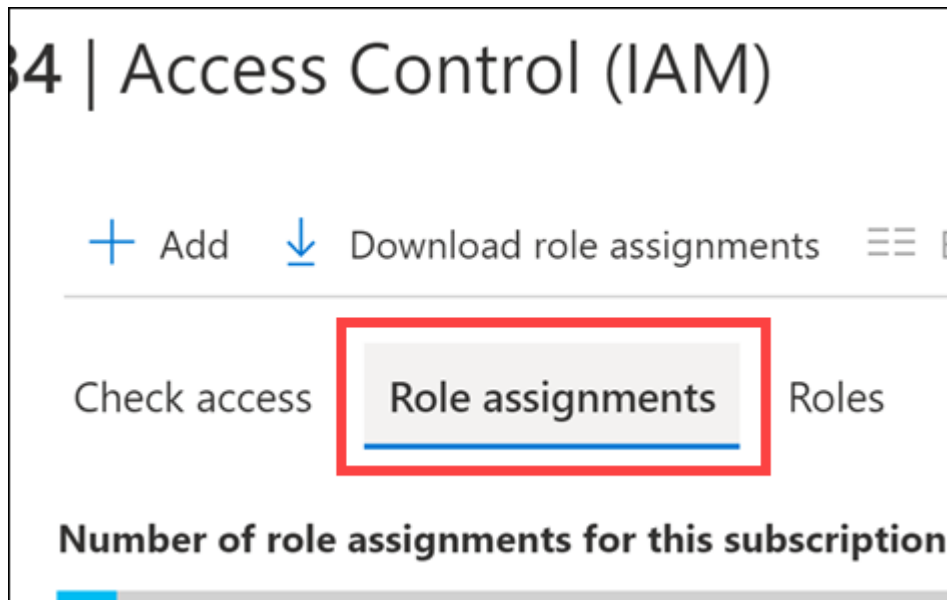 34 | Access Control (IAM)
Add Download role assignments
Check access Role assignments Roles
Number of role assignments for this subscription